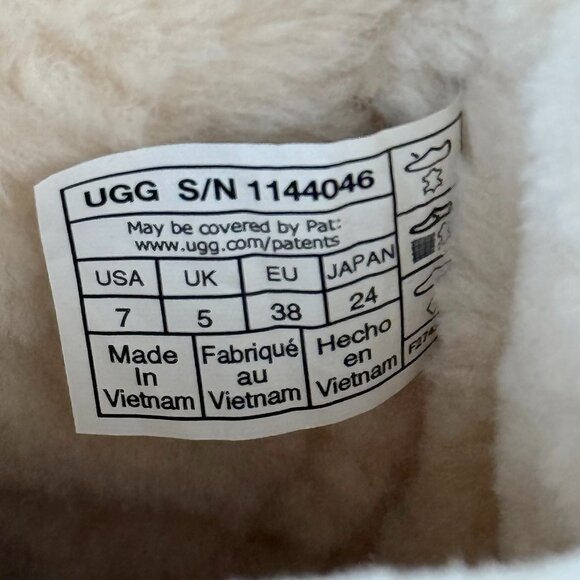 UGG S/N 1144046
May be covered by Pat:
www.ugg.com/patents
USA UK EU JAPAN
7 5 38 24
Made In Vietnam
Fabriqué au Vietnam
Hecho en Vietnam